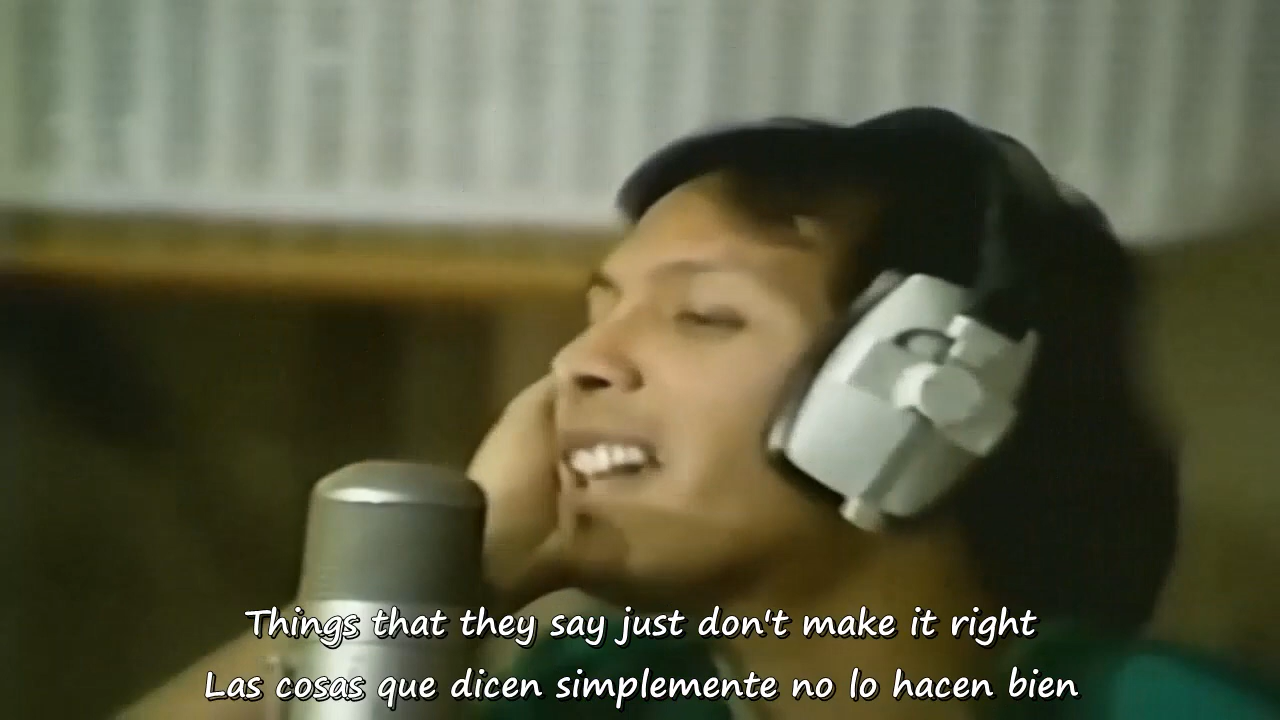 Things that they say just don't make it right
Las cosas que dicen simplemente no lo hacen bien